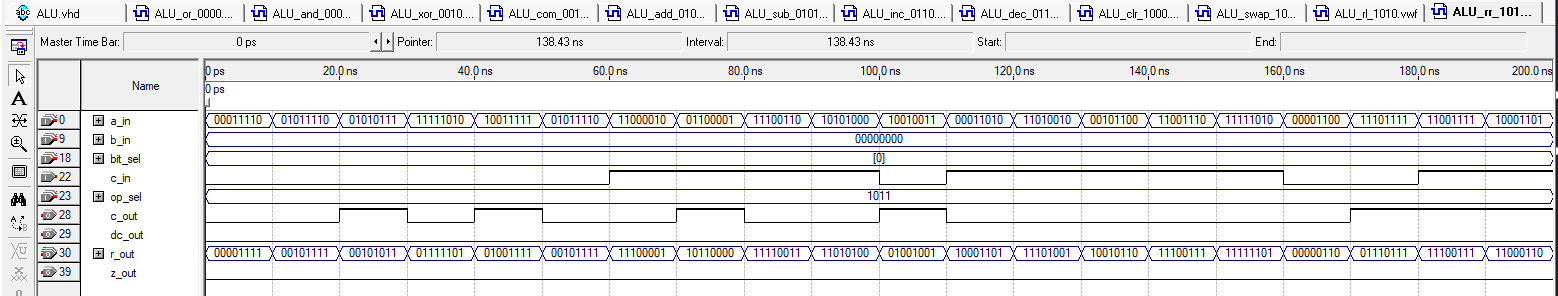 abc ALU.vhd ALU_or_0000.... ALU_and_000... ALU_xor_0010.... ALU_com_001... ALU_add_010... ALU_sub_0101... ALU_inc_0110.... ALU_dec_011... ALU_clr_1000.... ALU_swap_10... ALU_rl_1010.vwf ALU_rr_101...
Master Time Bar: 0 ps Pointer: 138.43 ns Interval: 138.43 ns Start: End:
Name 0 ps 20.0 ns 40.0 ns 60.0 ns 80.0 ns 100.0 ns 120.0 ns 140.0 ns 160.0 ns 180.0 ns 200.0 ns
0 ps
0 a_in 00011110 01011110 01010111 11111010 10011111 01011110 11000010 01100001 11100110 10101000 10010011 00011010 11010010 00101100 11001110 11111010 00001100 11101111 11001111 10001101
9 b_in 00000000
18 bit_sel [0]
22 c_in
23 op_sel 1011
28 c_out
29 dc_out
30 r_out 00001111 00101111 00101011 01111101 01001111 00101111 11100001 10110000 11110011 11010100 01001001 10001101 11101001 10010110 11100111 11111101 00000110 01110111 11100111 11000110
39 z_out